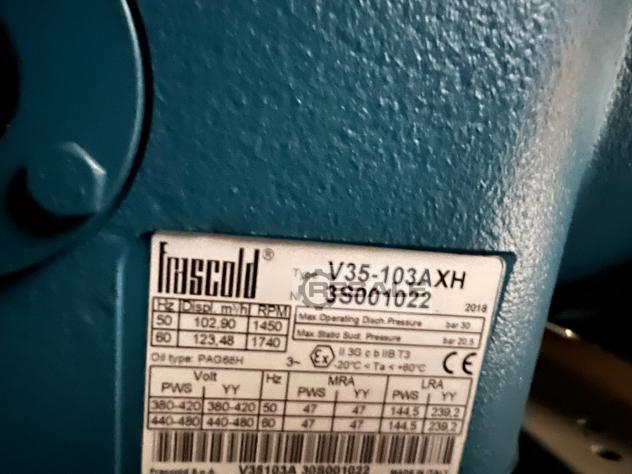 frascold® Type V35-103AXH
3S001022 2018
Hz Displ. m³/h RPM
50 102,90 1450
60 123,48 1740
Max. Operating Disch. Pressure bar 30
Max. Static Suct. Pressure bar 20,5
Oil type: PAG68H 3~ Ex II 3G c b IIB T3
-20°C < Ta < +60°C CE
Volt Hz MRA LRA
PWS YY PWS YY PWS YY
380-420 380-420 50 47 47 144,5 239,2
440-480 440-480 60 47 47 144,5 239,2
V35103A 30S001022
Frascold S.p.A. MADE IN ITALY